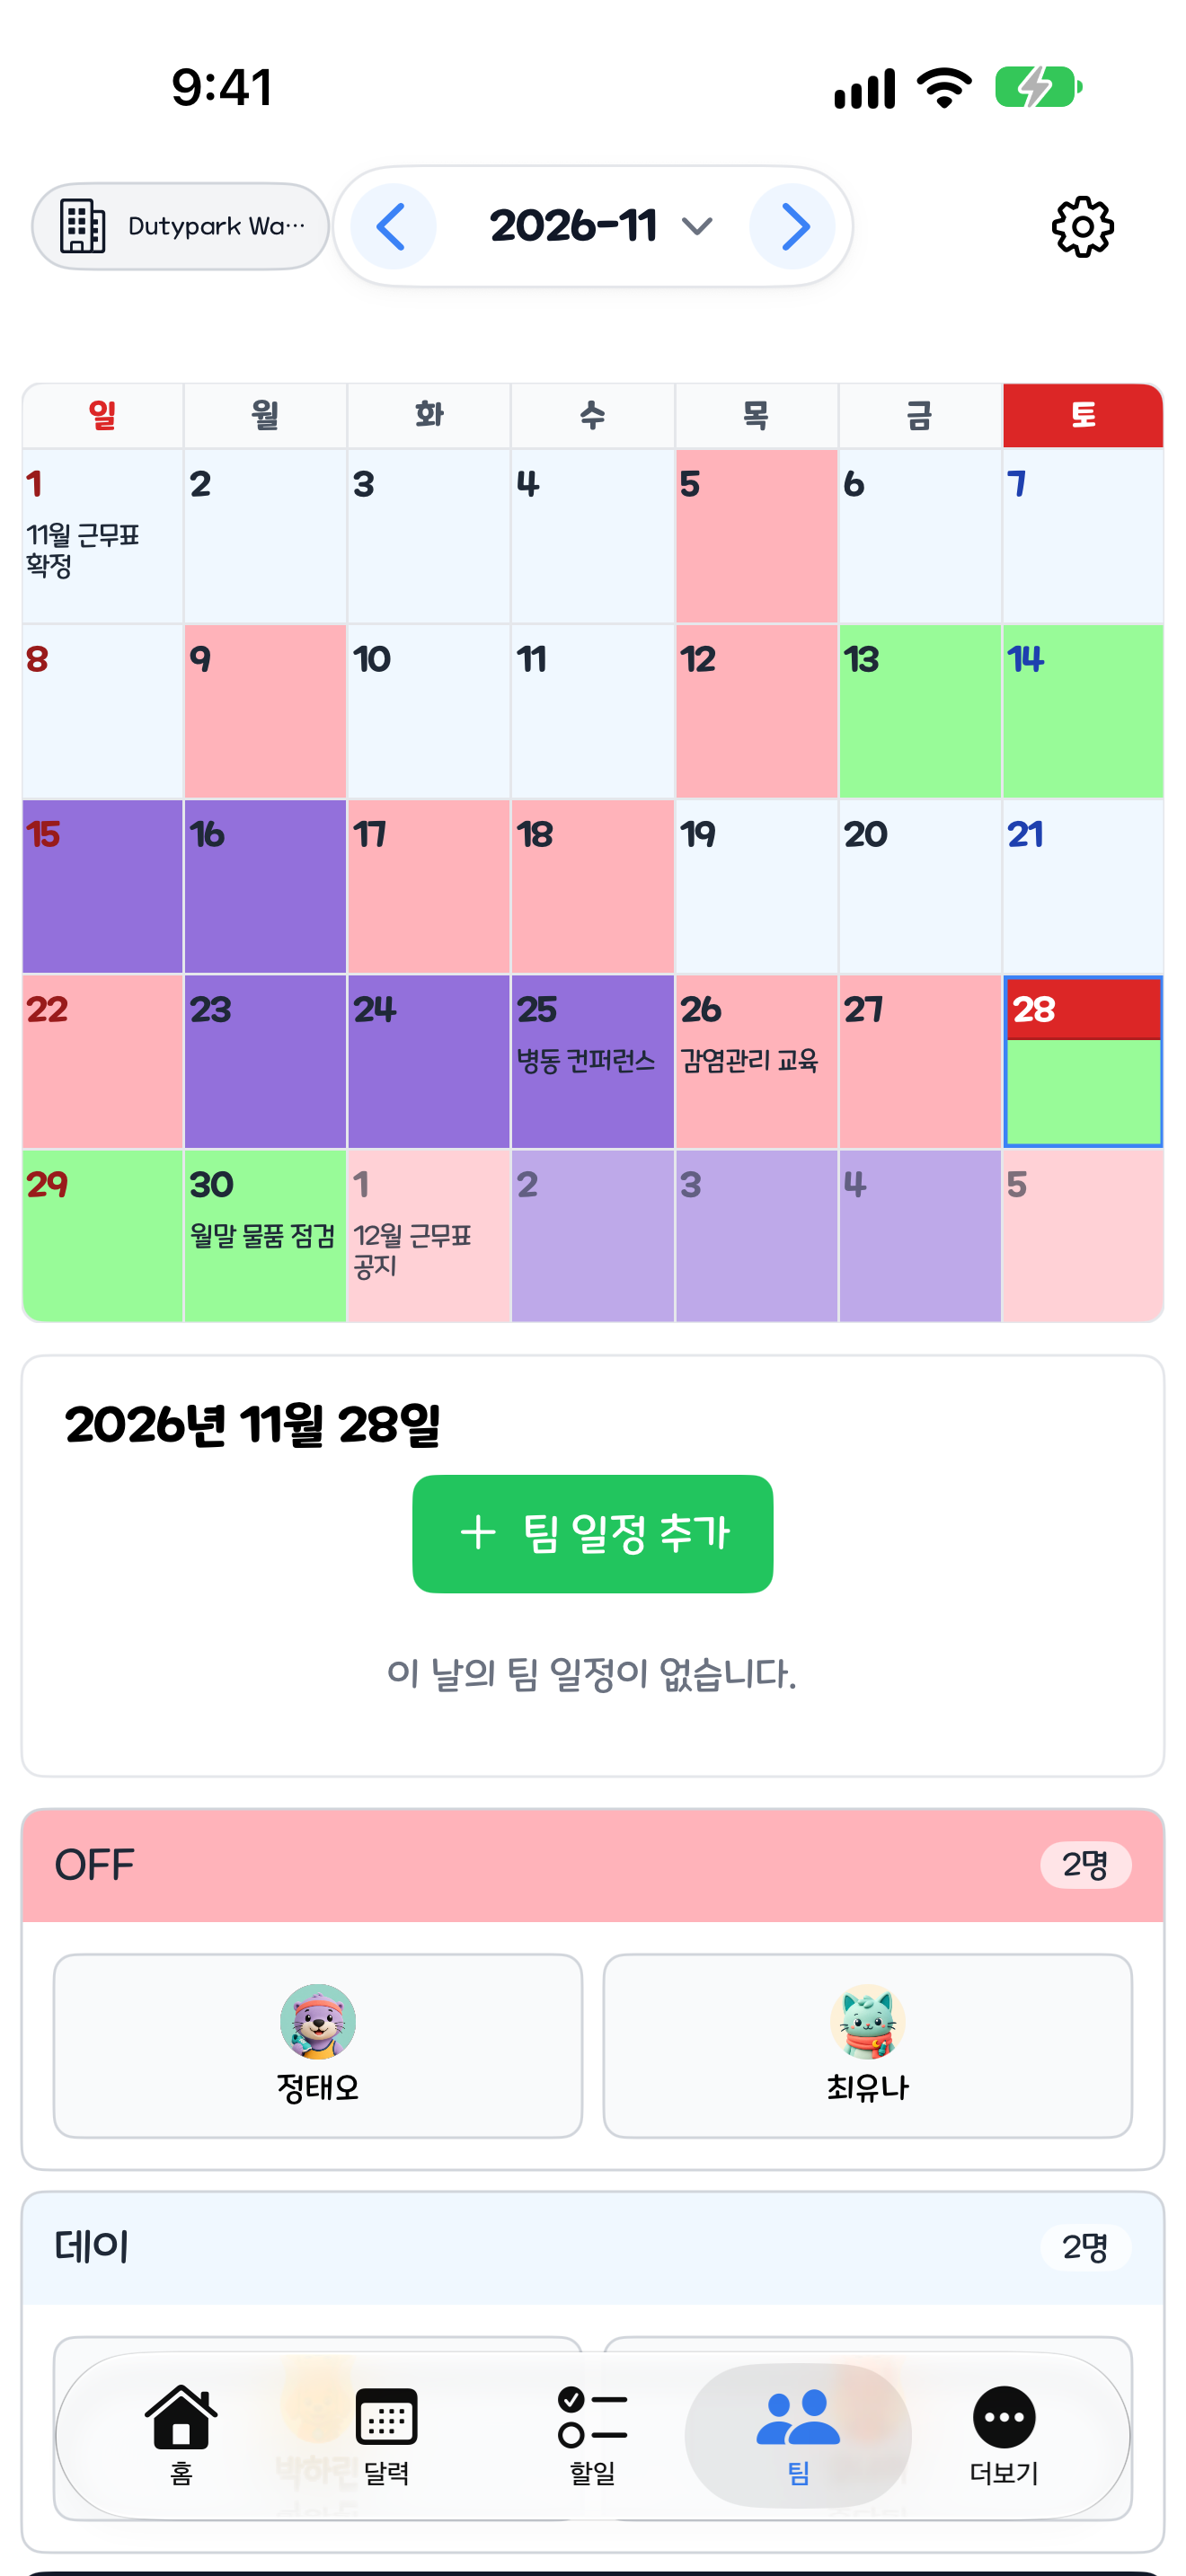 9:41
Dutypark Wa…
2026-11
일 월 화 수 목 금 토
1 2 3 4 5 6 7
11월 근무표
확정
8 9 10 11 12 13 14
15 16 17 18 19 20 21
22 23 24 25 26 27 28
병동 컨퍼런스 감염관리 교육
29 30 1 2 3 4 5
월말 물품 점검 12월 근무표
공지
2026년 11월 28일
+ 팀 일정 추가
이 날의 팀 일정이 없습니다.
OFF 2명
정태오 최유나
데이 2명
박하린
홈 달력 할일 팀 더보기